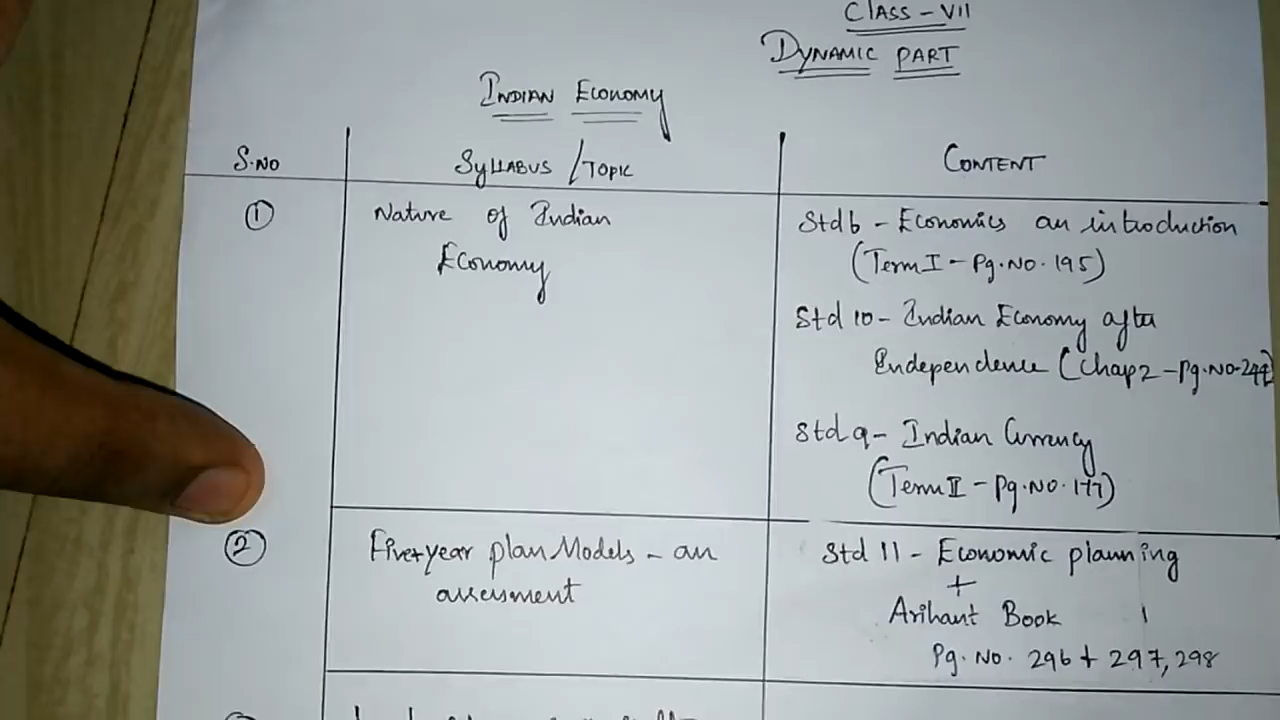 CLASS - VII
DYNAMIC PART
INDIAN ECONOMY
S.NO
SYLLABUS / TOPIC
CONTENT
①
Nature of Indian
Economy
Std 6 - Economics an introduction
(Term I - Pg.No.195)
Std 10 - Indian Economy after
Independence (Chap 2 - Pg.No-
Std 9 - Indian Currency
(Term II - Pg.No.177)
②
Five year plan Models - an
assessment
Std 11 - Economic planning
+
Arihant Book
Pg. No. 296 + 297, 298